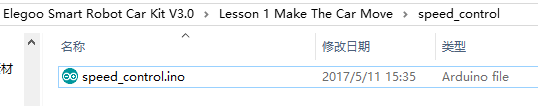 Elegoo Smart Robot Car Kit V3.0 > Lesson 1 Make The Car Move > speed_control
名称 修改日期 类型
材 speed_control.ino 2017/5/11 15:35 Arduino file